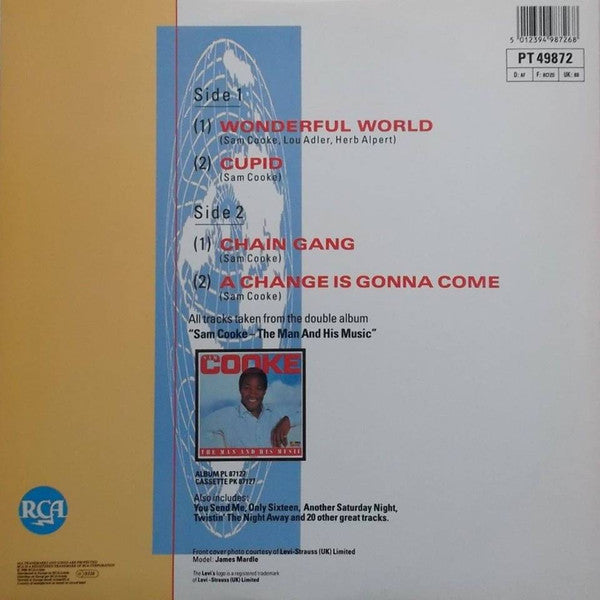 5 012394 987268
PT 49872
UK:
Side 1
(1) WONDERFUL WORLD
(Sam Cooke, Lou Adler, Herb Alpert)
(2) CUPID
(Sam Cooke)
Side 2
(1) CHAIN GANG
(Sam Cooke)
(2) A CHANGE IS GONNA COME
(Sam Cooke)
All tracks taken from the double album
"Sam Cooke – The Man And His Music"
COOKE
THE MAN AND HIS MUSIC
ALBUM PL 87127
CASSETTE PK 87127
Also includes:
You Send Me, Only Sixteen, Another Saturday Night,
Twistin' The Night Away and 20 other great tracks.
RCA
Front cover photo courtesy of Levi-Strauss (UK) Limited
Model: James Mardle
The Levi's logo is a registered trademark
of Levi - Strauss (UK) Limited